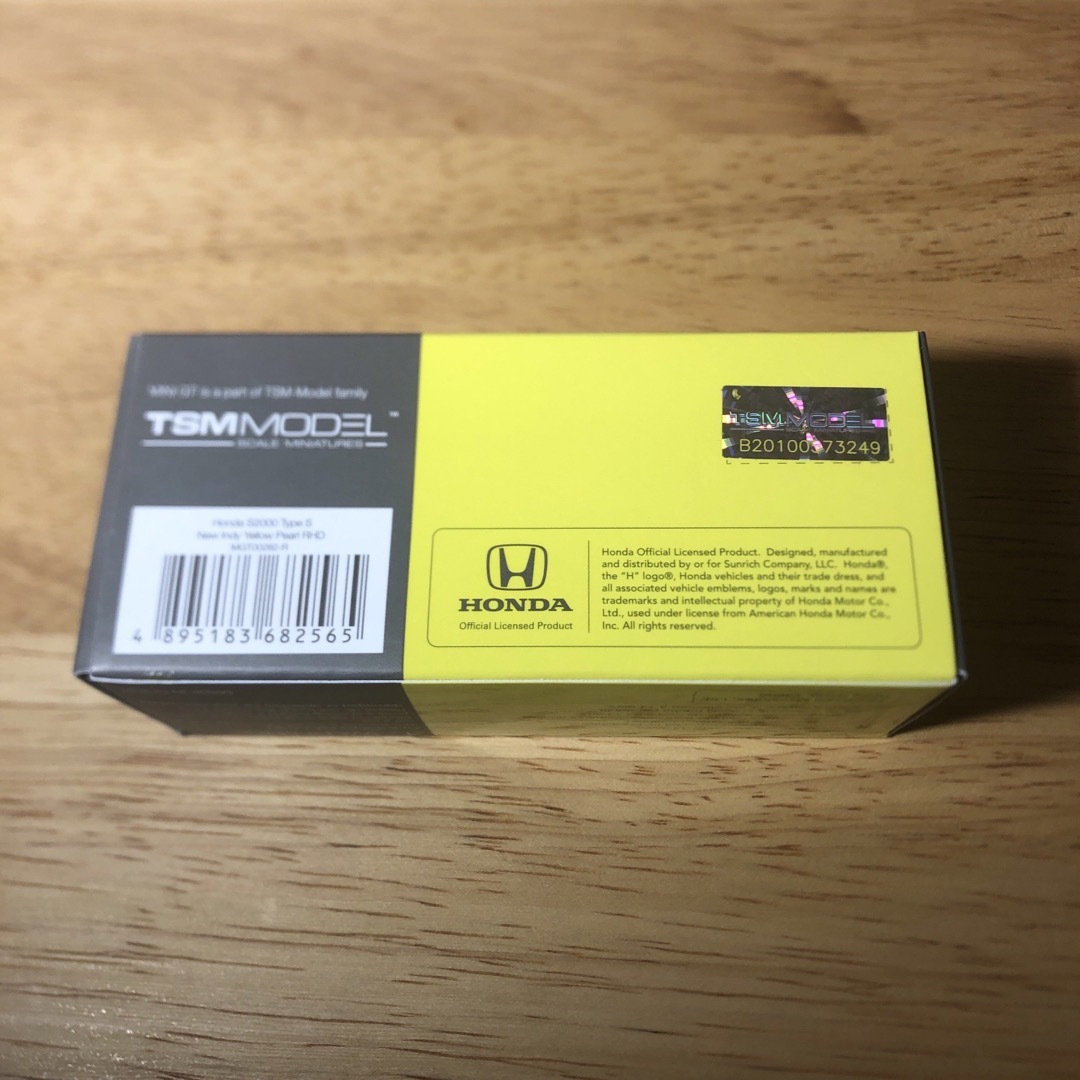 MINI GT is a part of TSM-Model family
TSMMODEL™
SCALE MINIATURES
Honda S2000 Type S
New Indy Yellow Pearl RHD
MGT00282-R
4 895183 682565
TSMMODEL
B20100373249
HONDA
Official Licensed Product
Honda Official Licensed Product. Designed, manufactured
and distributed by or for Sunrich Company, LLC. Honda®,
the "H" logo®, Honda vehicles and their trade dress, and
all associated vehicle emblems, logos, marks and names are
trademarks and intellectual property of Honda Motor Co.,
Ltd., used under license from American Honda Motor Co.,
Inc. All rights reserved.